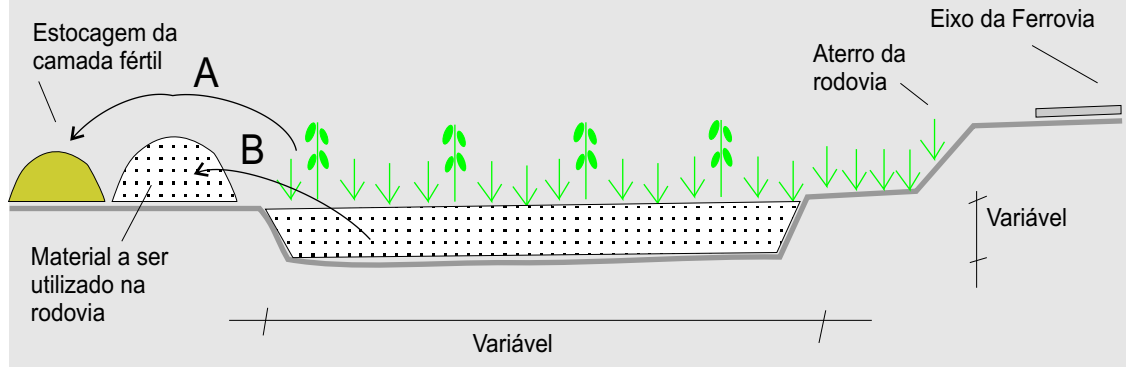 Estocagem da
camada fértil
A
B
Eixo da Ferrovia
Aterro da
rodovia
Material a ser
utilizado na
rodovia
Variável
Variável